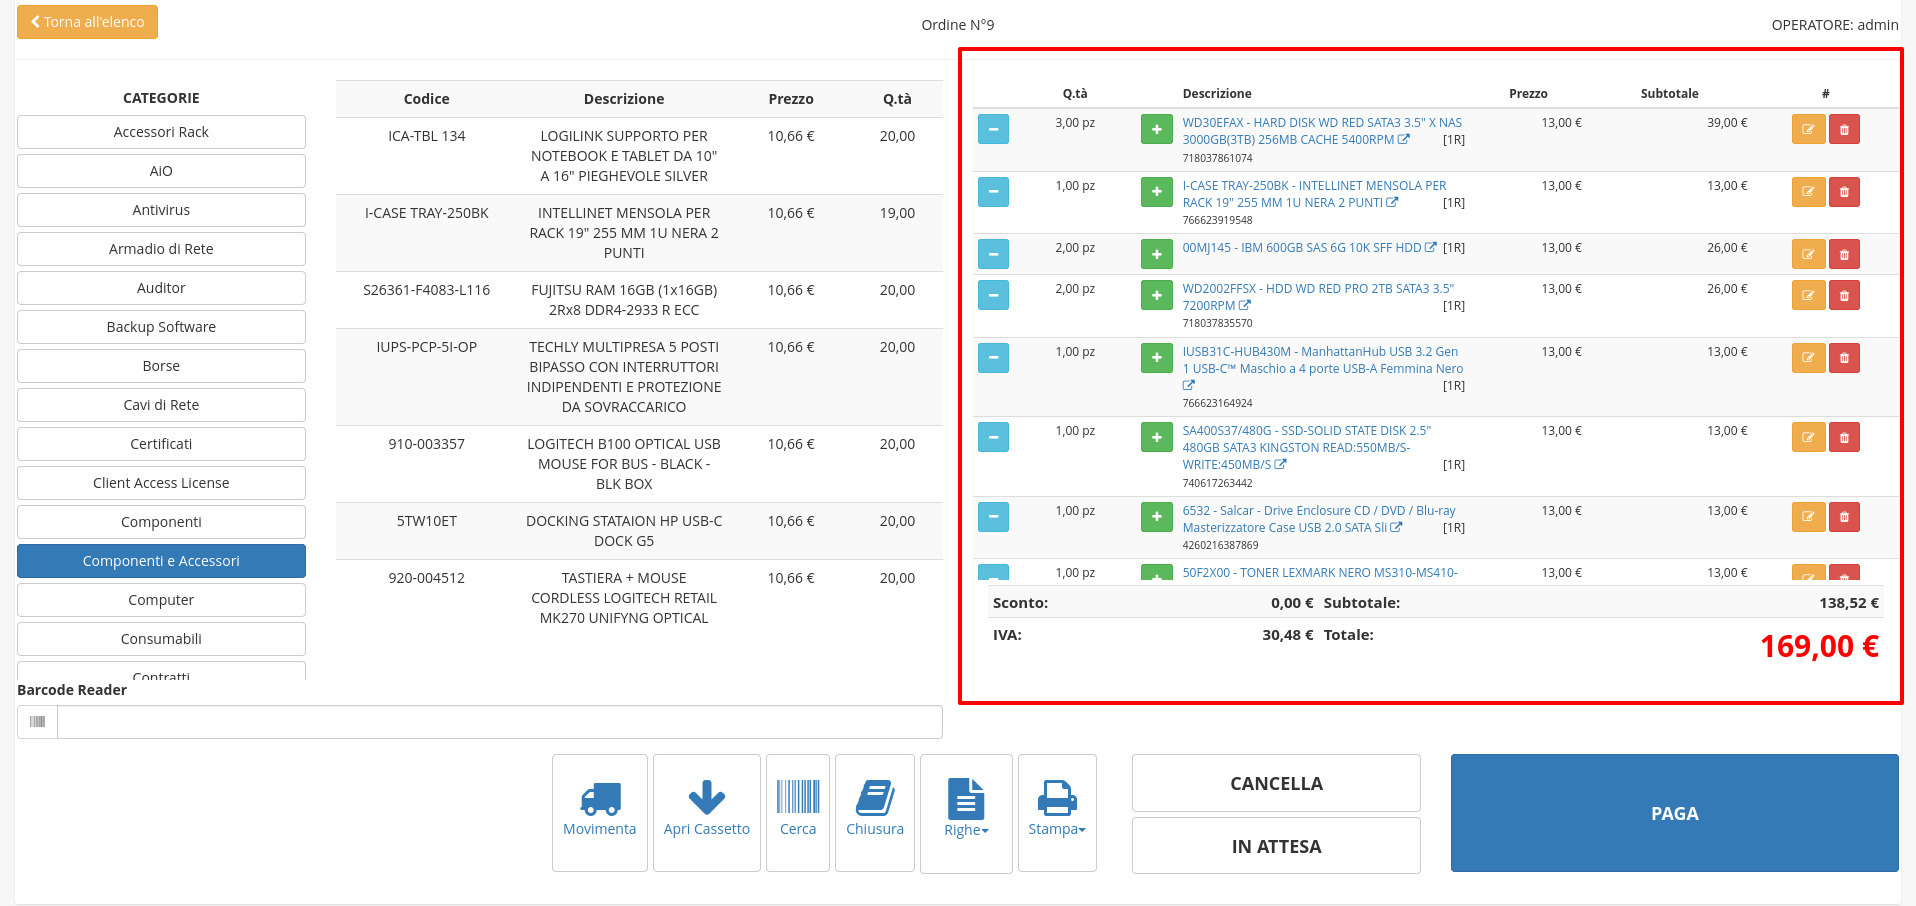 Torna all'elenco
Ordine N°9
OPERATORE: admin
CATEGORIE
Accessori Rack
AiO
Antivirus
Armadio di Rete
Auditor
Backup Software
Borse
Cavi di Rete
Certificati
Client Access License
Componenti
Componenti e Accessori
Computer
Consumabili
Contratti
Codice Descrizione Prezzo Q.tà
ICA-TBL 134 LOGILINK SUPPORTO PER 10,66 € 20,00
NOTEBOOK E TABLET DA 10"
A 16" PIEGHEVOLE SILVER
I-CASE TRAY-250BK INTELLINET MENSOLA PER 10,66 € 19,00
RACK 19" 255 MM 1U NERA 2
PUNTI
S26361-F4083-L116 FUJITSU RAM 16GB (1x16GB) 10,66 € 20,00
2Rx8 DDR4-2933 R ECC
IUPS-PCP-5I-OP TECHLY MULTIPRESA 5 POSTI 10,66 € 20,00
BIPASSO CON INTERRUTTORI
INDIPENDENTI E PROTEZIONE
DA SOVRACCARICO
910-003357 LOGITECH B100 OPTICAL USB 10,66 € 20,00
MOUSE FOR BUS - BLACK -
BLK BOX
5TW10ET DOCKING STATAION HP USB-C 10,66 € 20,00
DOCK G5
920-004512 TASTIERA + MOUSE 10,66 € 20,00
CORDLESS LOGITECH RETAIL
MK270 UNIFYNG OPTICAL
Q.tà Descrizione Prezzo Subtotale #
3,00 pz WD30EFAX - HARD DISK WD RED SATA3 3.5" X NAS 13,00 € 39,00 €
3000GB(3TB) 256MB CACHE 5400RPM [1R]
718037861074
1,00 pz I-CASE TRAY-250BK - INTELLINET MENSOLA PER 13,00 € 13,00 €
RACK 19" 255 MM 1U NERA 2 PUNTI [1R]
766623919548
2,00 pz 00MJ145 - IBM 600GB SAS 6G 10K SFF HDD [1R] 13,00 € 26,00 €
2,00 pz WD2002FFSX - HDD WD RED PRO 2TB SATA3 3.5" 13,00 € 26,00 €
7200RPM [1R]
718037835570
1,00 pz IUSB31C-HUB430M - ManhattanHub USB 3.2 Gen 13,00 € 13,00 €
1 USB-C™ Maschio a 4 porte USB-A Femmina Nero
[1R]
766623164924
1,00 pz SA400S37/480G - SSD-SOLID STATE DISK 2.5" 13,00 € 13,00 €
480GB SATA3 KINGSTON READ:550MB/S-
WRITE:450MB/S [1R]
740617263442
1,00 pz 6532 - Salcar - Drive Enclosure CD / DVD / Blu-ray 13,00 € 13,00 €
Masterizzatore Case USB 2.0 SATA Sli [1R]
4260216387869
1,00 pz 50F2X00 - TONER LEXMARK NERO MS310-MS410- 13,00 € 13,00 €
Sconto: 0,00 € Subtotale: 138,52 €
IVA: 30,48 € Totale: 169,00 €
Barcode Reader
Movimenta
Apri Cassetto
Cerca
Chiusura
Righe
Stampa
CANCELLA
IN ATTESA
PAGA